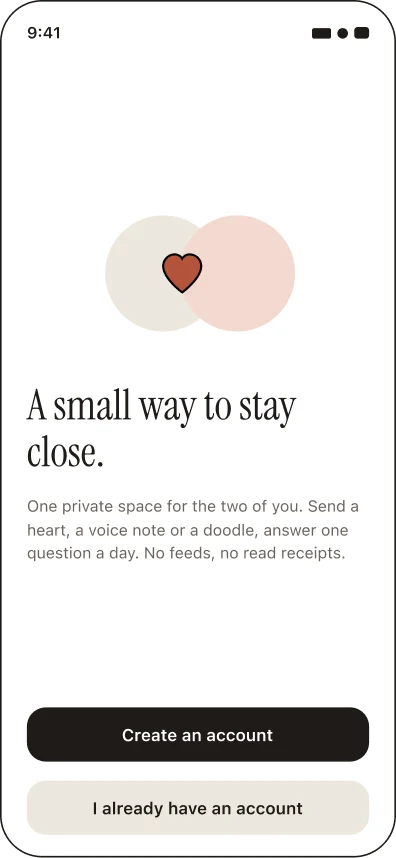 9:41
A small way to stay
close.
One private space for the two of you. Send a
heart, a voice note or a doodle, answer one
question a day. No feeds, no read receipts.
Create an account
I already have an account